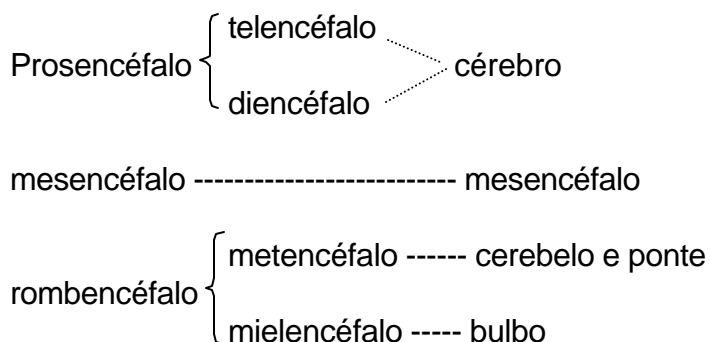 telencéfalo
Prosencéfalo cérebro
diencéfalo
mesencéfalo -------------------------- mesencéfalo
metencéfalo ------ cerebelo e ponte
rombencéfalo
mielencéfalo ----- bulbo